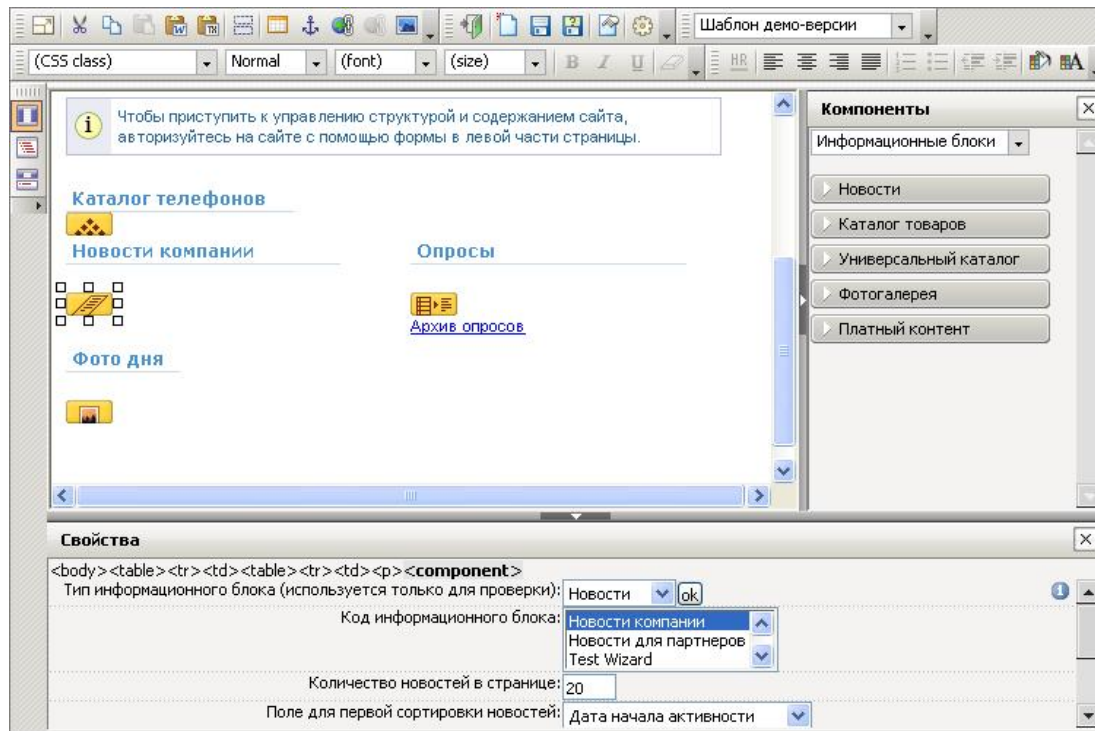 Шаблон демо-версии
(CSS class) Normal (font) (size) B I U HR A
Чтобы приступить к управлению структурой и содержанием сайта,
авторизуйтесь на сайте с помощью формы в левой части страницы.
Каталог телефонов
Новости компании
Опросы
Архив опросов
Фото дня
Компоненты
Информационные блоки
Новости
Каталог товаров
Универсальный каталог
Фотогалерея
Платный контент
Свойства
<body><table><tr><td><table><tr><td><p><component>
Тип информационного блока (используется только для проверки): Новости ok
Код информационного блока: Новости компании
Новости для партнеров
Test Wizard
Количество новостей в странице: 20
Поле для первой сортировки новостей: Дата начала активности